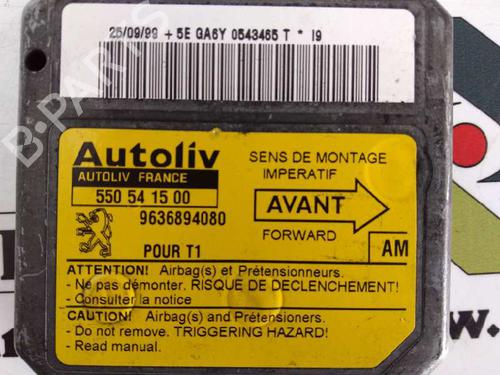 25/09/99 + 5E GA6Y 0543465 T * I9
Autoliv
AUTOLIV FRANCE
550 54 15 00
9636894080
POUR T1
SENS DE MONTAGE
IMPERATIF
AVANT
FORWARD
AM
ATTENTION! Airbag(s) et Prétensionneurs.
- Ne pas démonter. RISQUE DE DECLENCHEMENT!
- Consulter la notice
CAUTION! Airbag(s) and Pretensioners.
- Do not remove. TRIGGERING HAZARD!
- Read manual.
B-PARTS